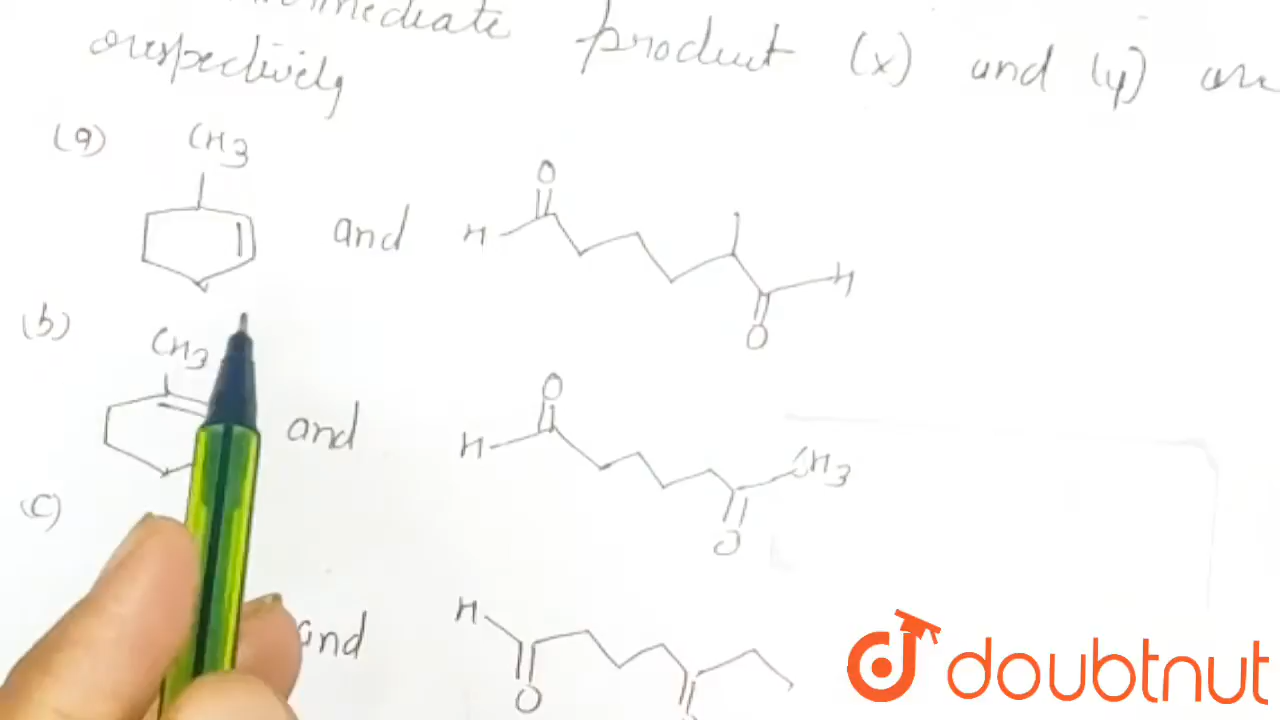 product (x) and (y) are
respectively
(a) CH3
and H O O H
(b) CH3
and H O O CH3
(c)
and H O O
doubtnut